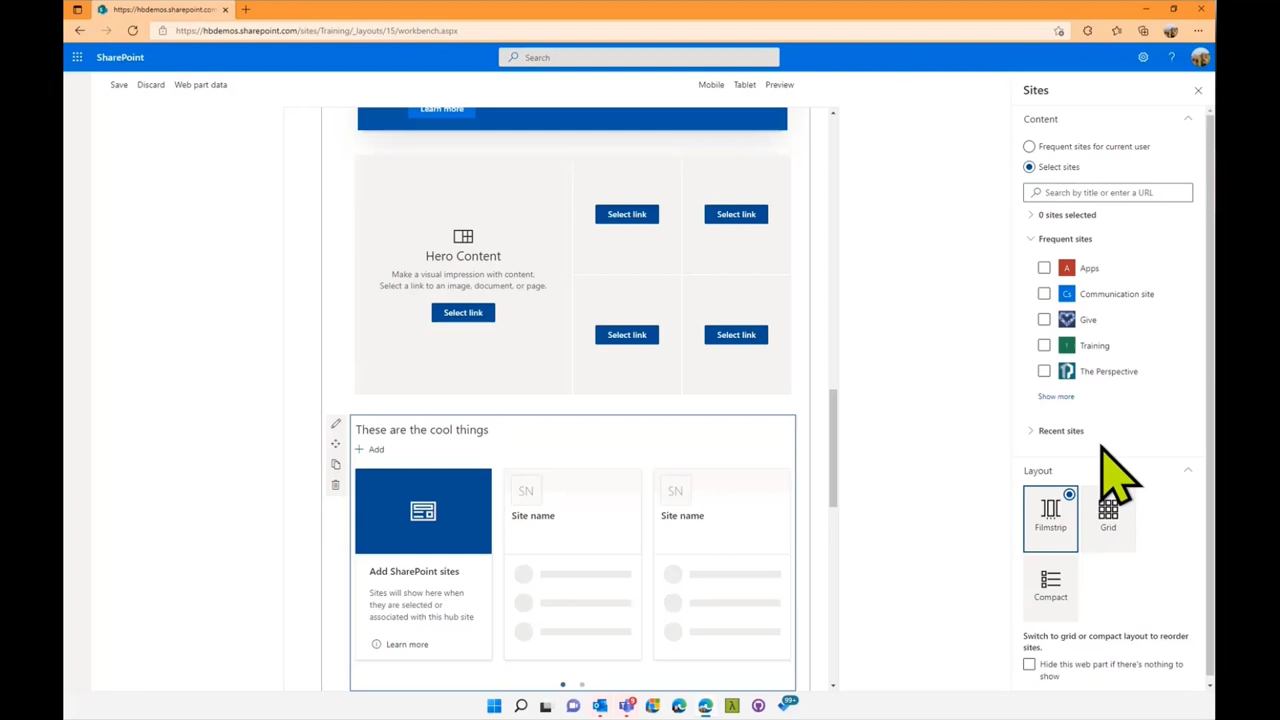 https://hbdemos.sharepoint.com/
https://hbdemos.sharepoint.com/sites/Training/_layouts/15/workbench.aspx
SharePoint
Search
Save
Discard
Web part data
Mobile
Tablet
Preview
Learn more
Hero Content
Make a visual impression with content.
Select a link to an image, document, or page.
Select link
Select link
Select link
Select link
Select link
These are the cool things
Add
Add SharePoint sites
Sites will show here when
they are selected or
associated with this hub site
Learn more
SN
Site name
SN
Site name
Sites
Content
Frequent sites for current user
Select sites
Search by title or enter a URL
0 sites selected
Frequent sites
A Apps
Cs Communication site
Give
T Training
The Perspective
Show more
Recent sites
Layout
Filmstrip
Grid
Compact
Switch to grid or compact layout to reorder
sites.
Hide this web part if there's nothing to
show
99+